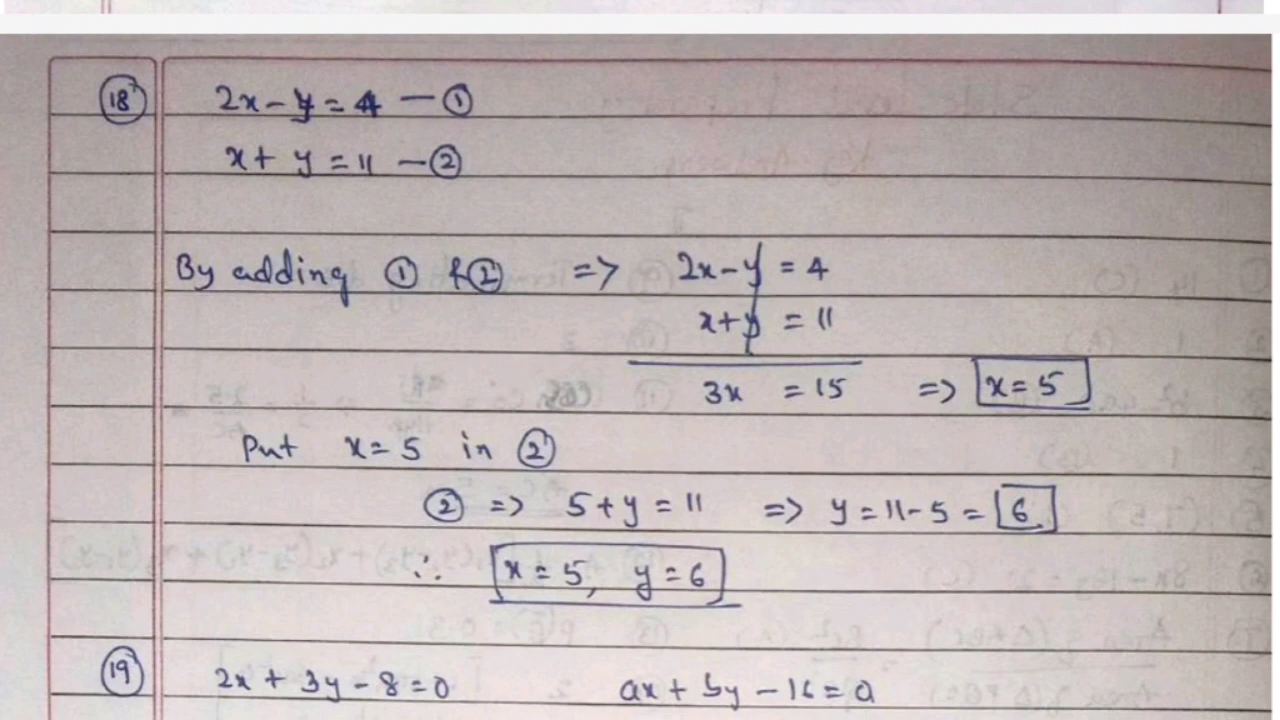 18 2x - y = 4 — ①
x + y = 11 — ②
By adding ① & ② => 2x - y = 4
x + y = 11
3x = 15 => x = 5
Put x = 5 in ②
② => 5 + y = 11 => y = 11 - 5 = 6
∴ x = 5, y = 6
19 2x + 3y - 8 = 0 ax + by - 16 = a